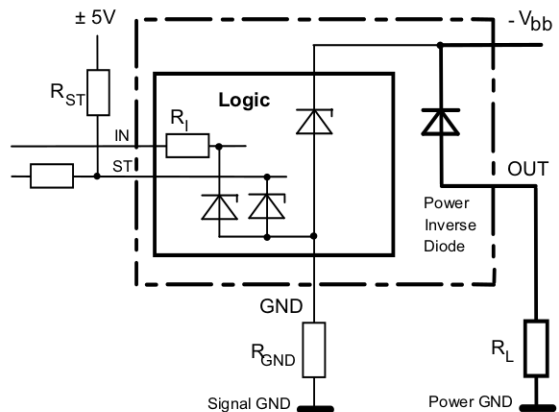 ± 5V
- Vbb
RST
Logic
IN
RI
ST
OUT
Power
Inverse
Diode
GND
RGND
RL
Signal GND
Power GND